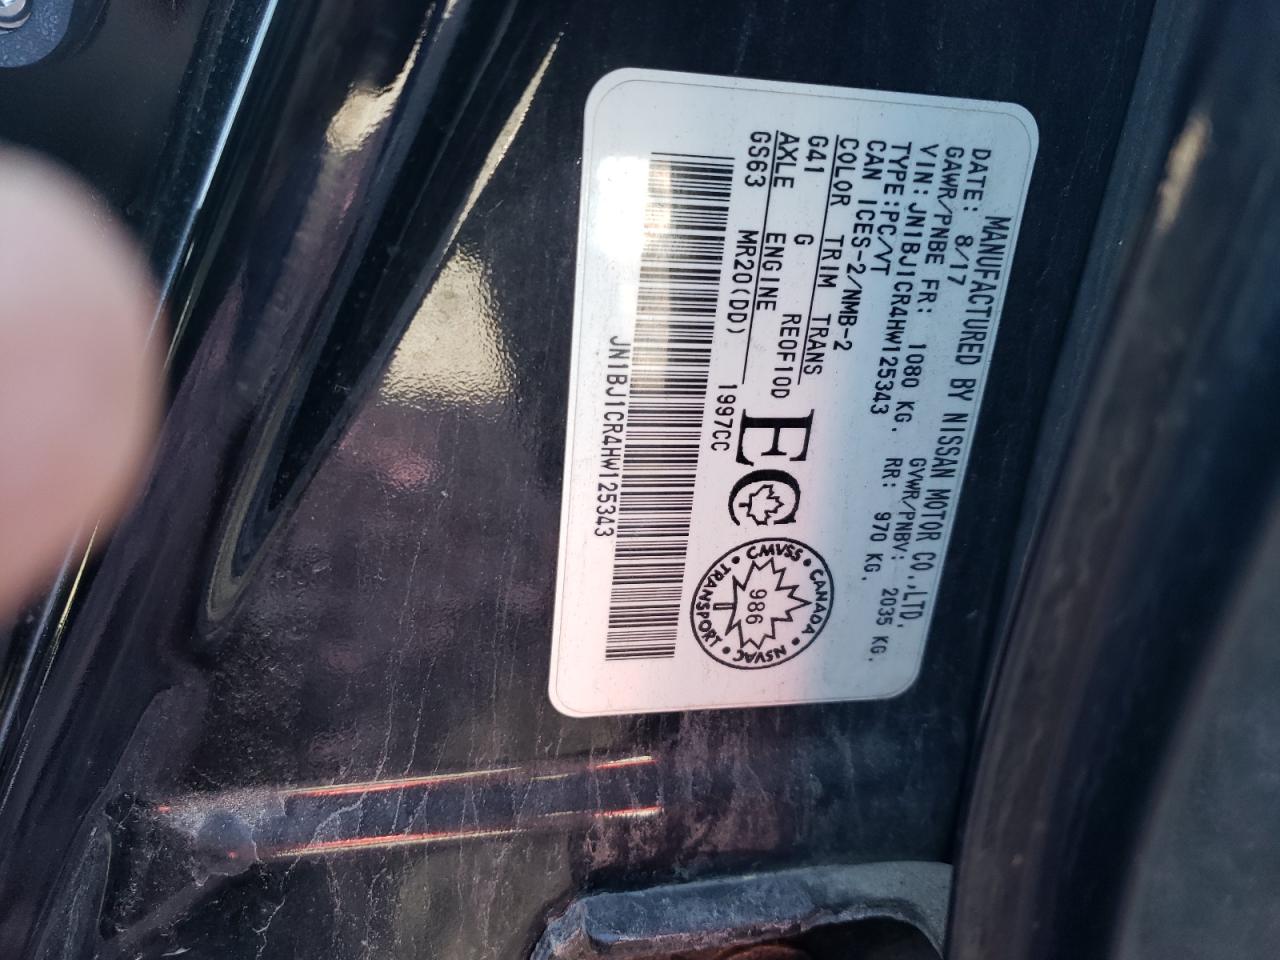 MANUFACTURED BY NISSAN MOTOR CO.,LTD.
DATE: 8/17 GVWR/PNBV: 2035 KG.
GAWR/PNBE FR: 1080 KG. RR: 970 KG.
VIN:JN1BJ1CR4HW125343
TYPE:PC/VT
CAN ICES-2/NMB-2
COLOR TRIM TRANS
G41 G RE0F10D
AXLE ENGINE
GS63 MR20(DD) 1997CC
EC
CMVSS • CANADA • NSVAC • TRANSPORT •
986
JN1BJ1CR4HW125343